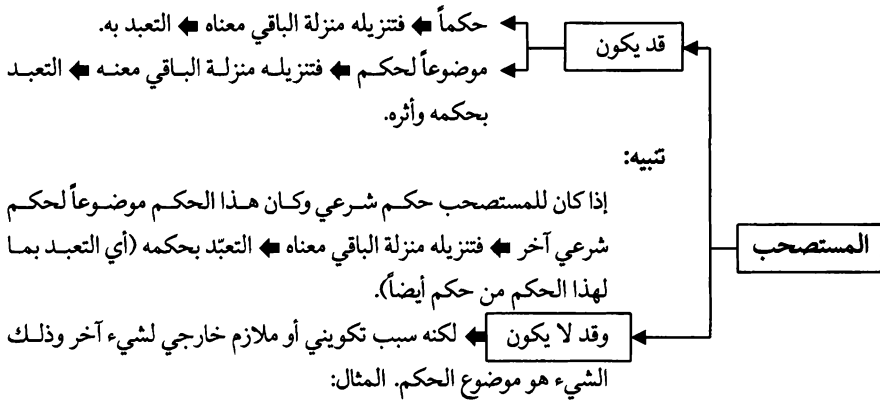 المستصحب
قد يكون
حكماً ⬅ فتنزيله منزلة الباقي معناه ⬅ التعبد به.
موضوعاً لحكم ⬅ فتنزيله منزلة الباقي معنه ⬅ التعبد
بحكمه وأثره.
تنبيه:
إذا كان للمستصحب حكم شرعي وكان هذا الحكم موضوعاً لحكم
شرعي آخر ⬅ فتنزيله منزلة الباقي معناه ⬅ التعبّد بحكمه (أي التعبد بما
لهذا الحكم من حكم أيضاً).
وقد لا يكون ⬅ لكنه سبب تكويني أو ملازم خارجي لشيء آخر وذلك
الشيء هو موضوع الحكم. المثال: